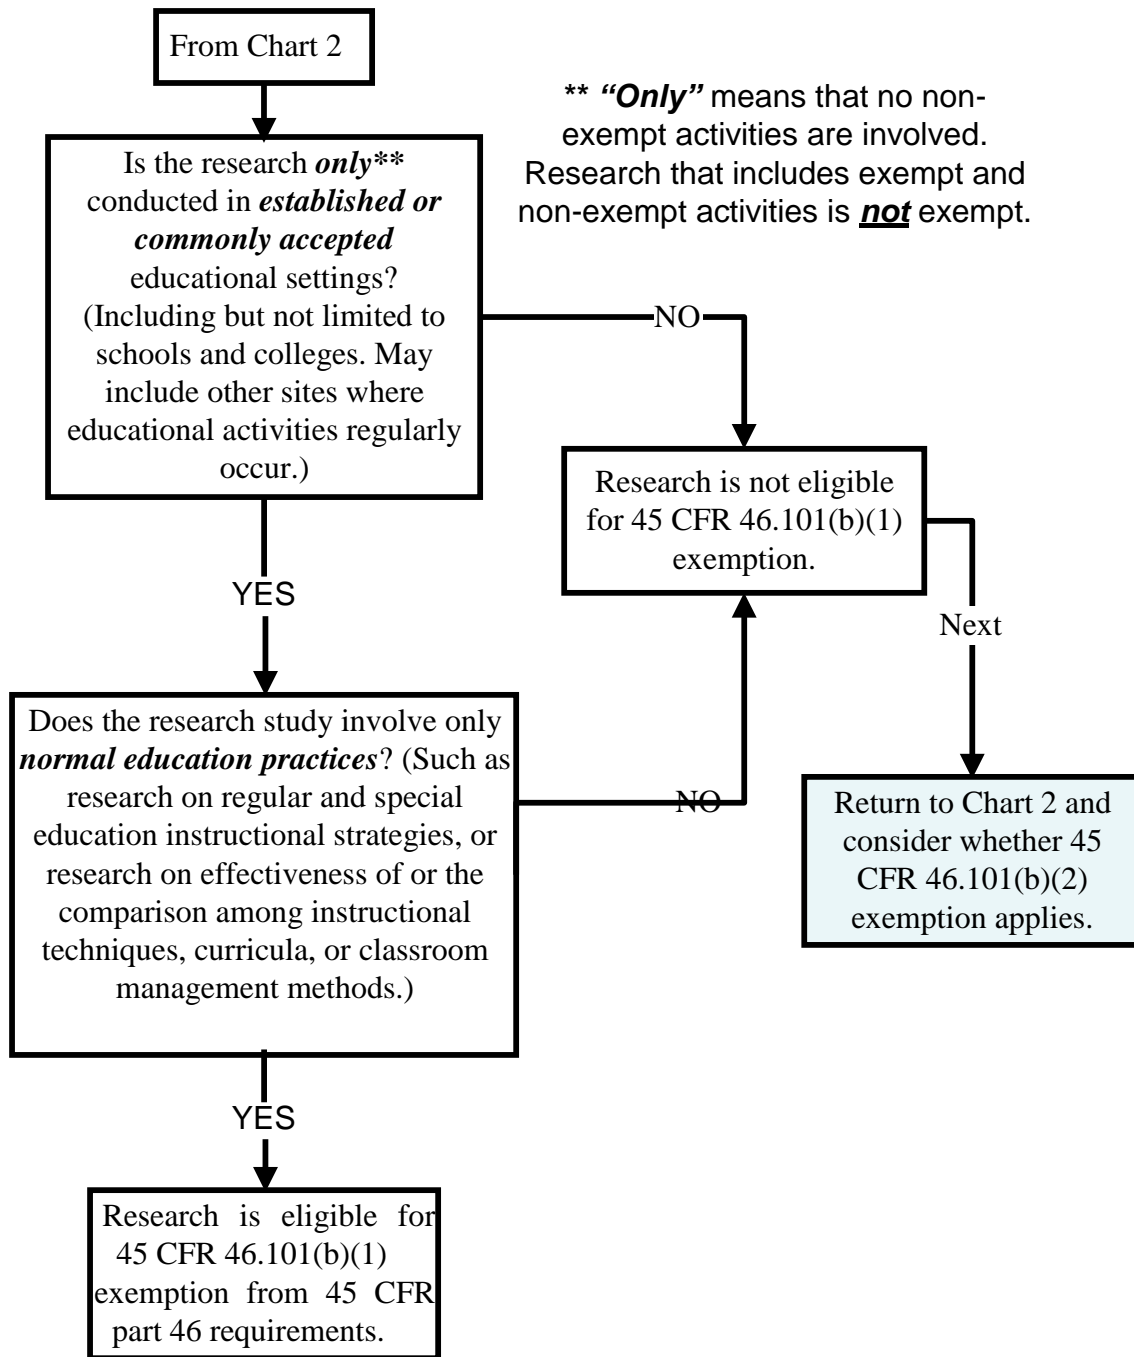 From Chart 2
** “Only” means that no non-
exempt activities are involved.
Research that includes exempt and
non-exempt activities is not exempt.
Is the research only**
conducted in established or
commonly accepted
educational settings?
(Including but not limited to
schools and colleges. May
include other sites where
educational activities regularly
occur.)
NO
Research is not eligible
for 45 CFR 46.101(b)(1)
exemption.
YES
Next
Does the research study involve only
normal education practices? (Such as
research on regular and special
education instructional strategies, or
research on effectiveness of or the
comparison among instructional
techniques, curricula, or classroom
management methods.)
NO
Return to Chart 2 and
consider whether 45
CFR 46.101(b)(2)
exemption applies.
YES
Research is eligible for
45 CFR 46.101(b)(1)
exemption from 45 CFR
part 46 requirements.